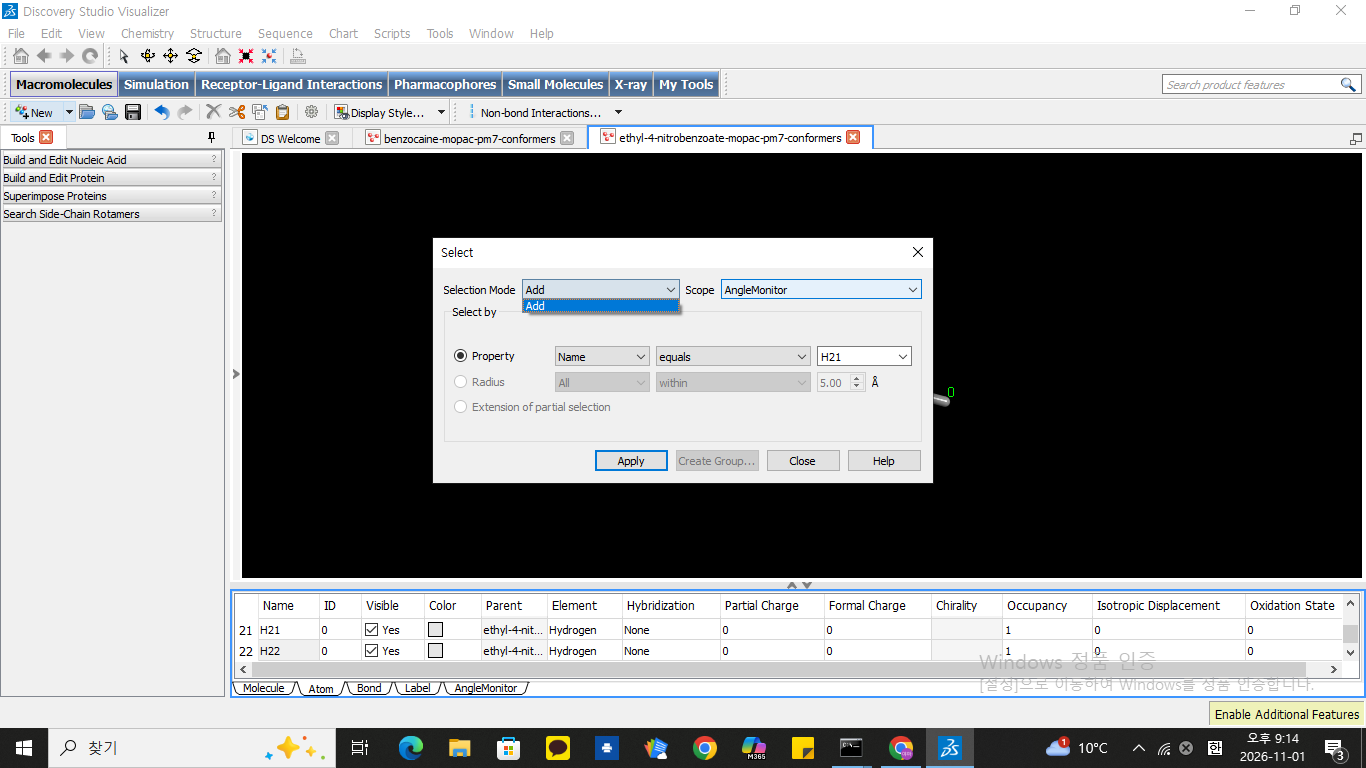 Discovery Studio Visualizer
File Edit View Chemistry Structure Sequence Chart Scripts Tools Window Help
Macromolecules Simulation Receptor-Ligand Interactions Pharmacophores Small Molecules X-ray My Tools Search product features
New Display Style... Non-bond Interactions...
Tools DS Welcome benzocaine-mopac-pm7-conformers ethyl-4-nitrobenzoate-mopac-pm7-conformers
Build and Edit Nucleic Acid ?
Build and Edit Protein ?
Superimpose Proteins ?
Search Side-Chain Rotamers ?
Select
Selection Mode Add Scope AngleMonitor
Add
Select by
Property Name equals H21
Radius All within 5.00 Å
Extension of partial selection
O
Apply Create Group... Close Help
Name ID Visible Color Parent Element Hybridization Partial Charge Formal Charge Chirality Occupancy Isotropic Displacement Oxidation State
21 H21 0 Yes ethyl-4-nit... Hydrogen None 0 0 1 0 0
22 H22 0 Yes ethyl-4-nit... Hydrogen None 0 0 1 0 0
Windows 정품 인증
[설정]으로 이동하여 Windows를 정품 인증합니다.
Molecule Atom Bond Label AngleMonitor
Enable Additional Features
찾기 M365 1 10°C 한 오후 9:14
2026-11-01 3